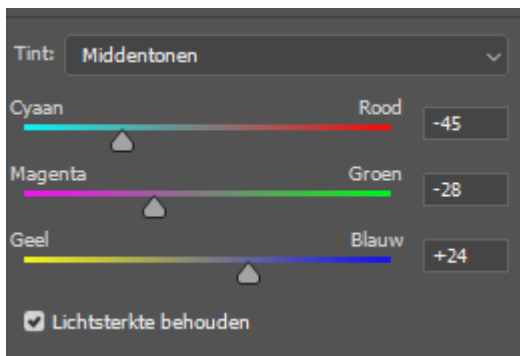 Tint: Middentonen
Cyaan Rood -45
Magenta Groen -28
Geel Blauw +24
Lichtsterkte behouden